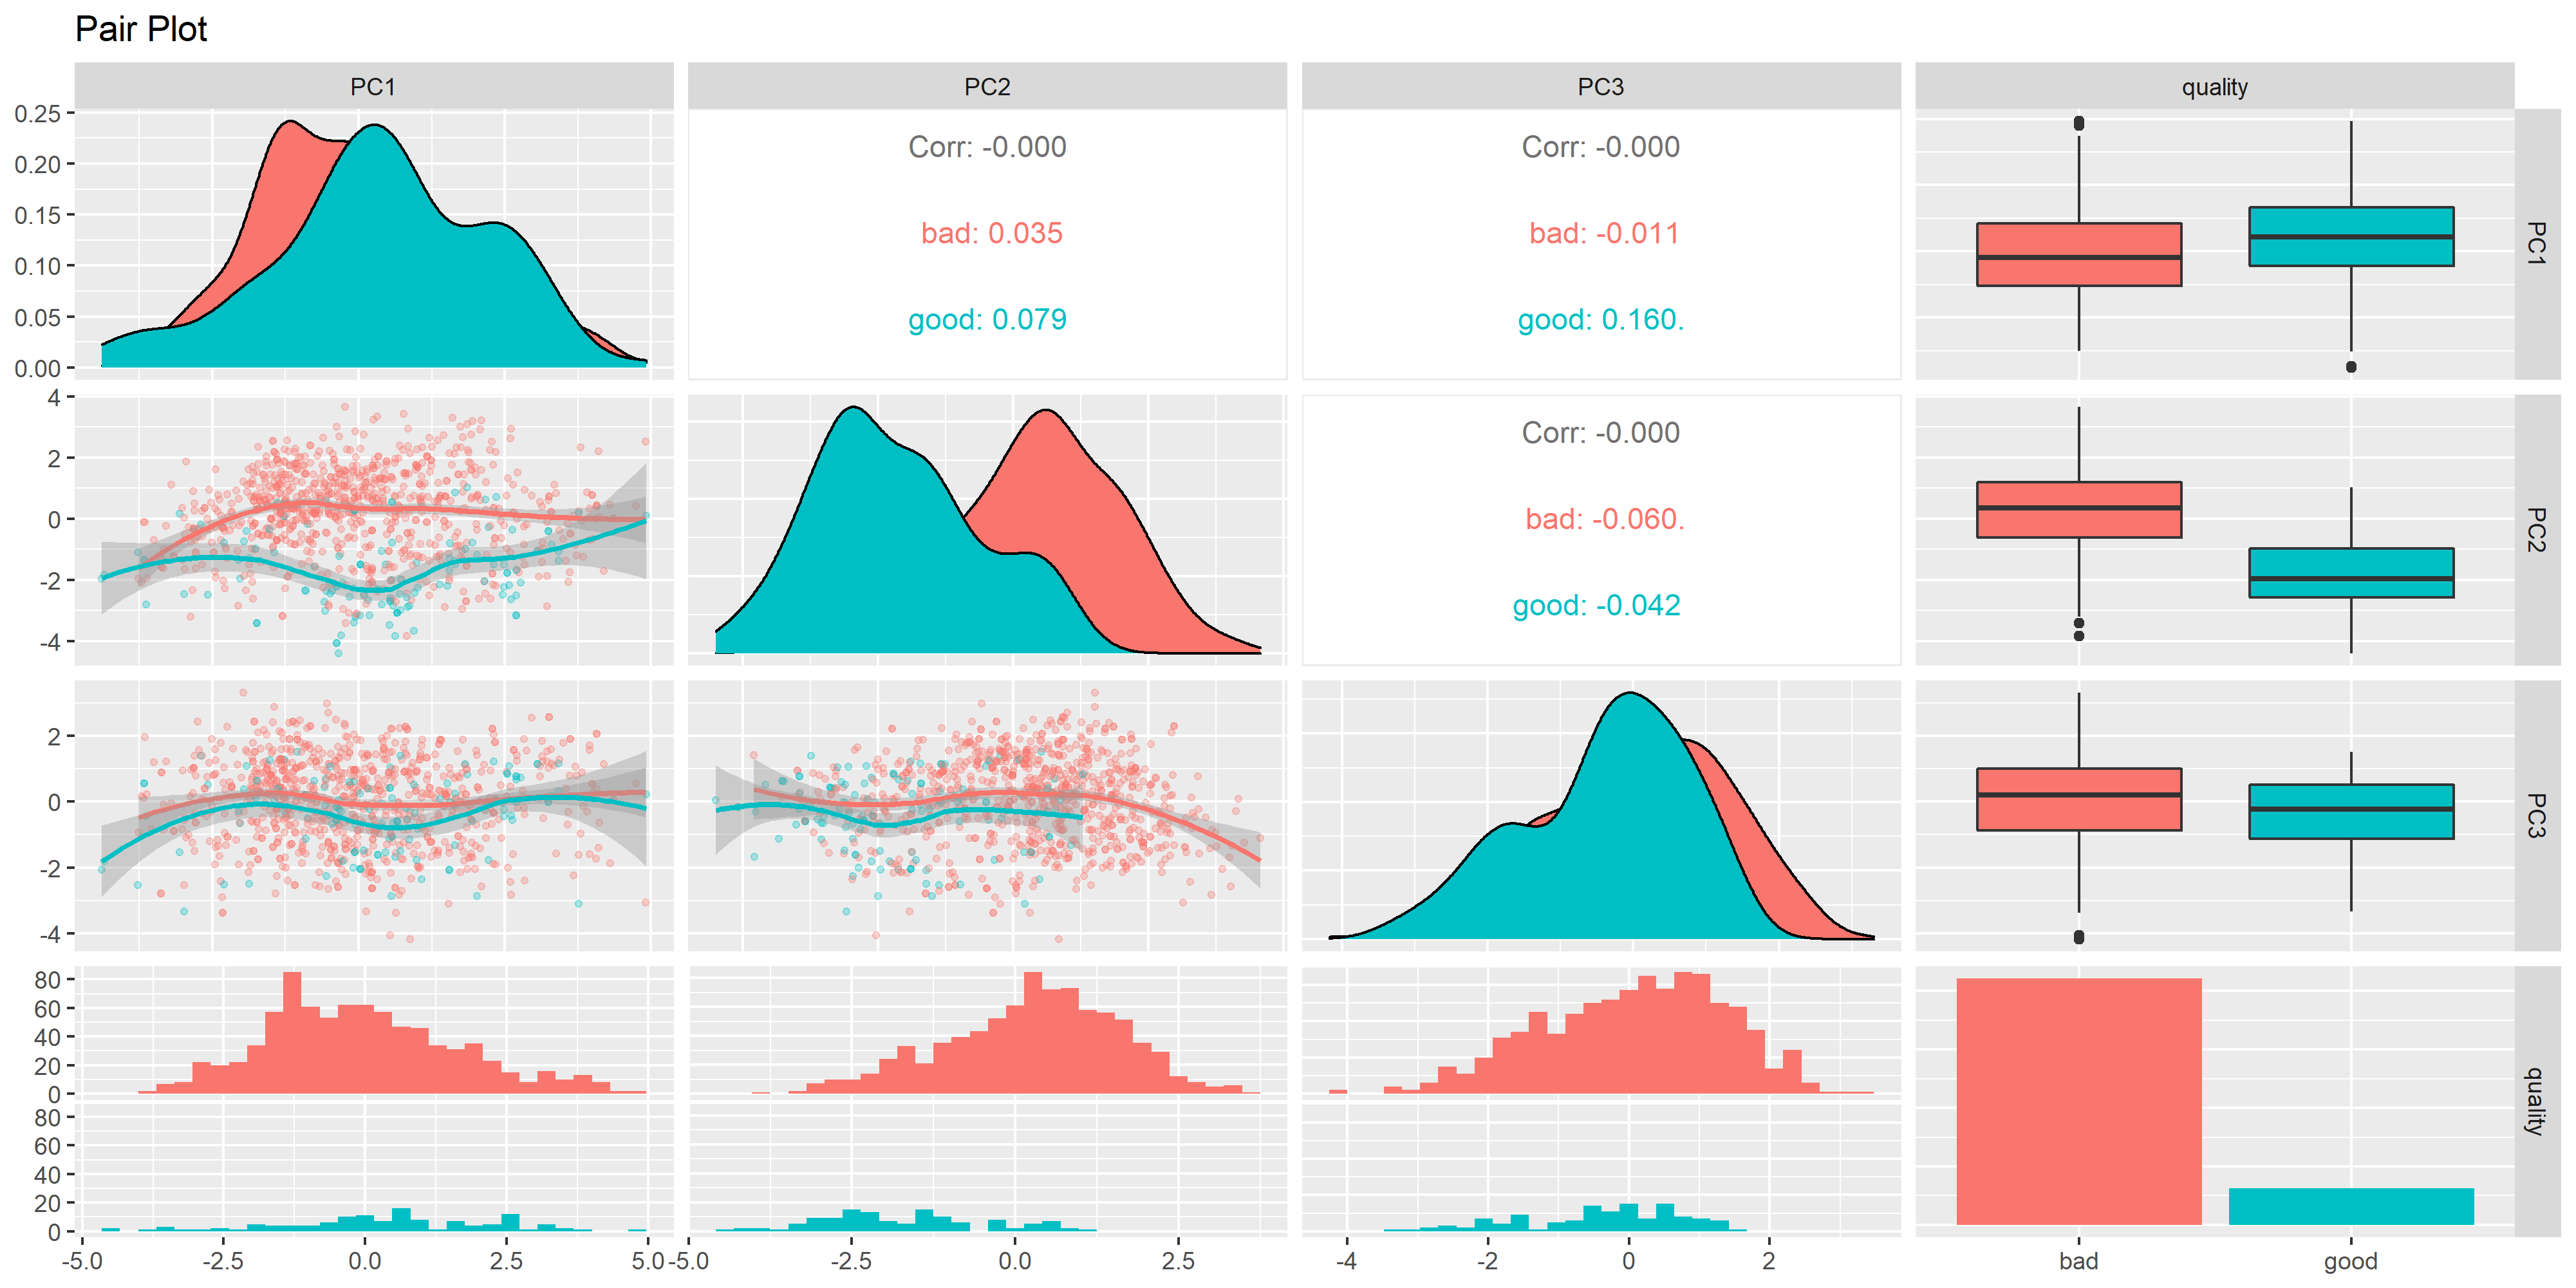 Pair Plot
PC1
PC2
PC3
quality
0.25
0.20
0.15
0.10
0.05
0.00
Corr: -0.000
bad: 0.035
good: 0.079
Corr: -0.000
bad: -0.011
good: 0.160.
PC1
4
2
0
-2
-4
Corr: -0.000
bad: -0.060.
good: -0.042
PC2
2
0
-2
-4
PC3
80
60
40
20
0
80
60
40
20
0
quality
-5.0 -2.5 0.0 2.5 5.0
-5.0 -2.5 0.0 2.5
-4 -2 0 2
bad good